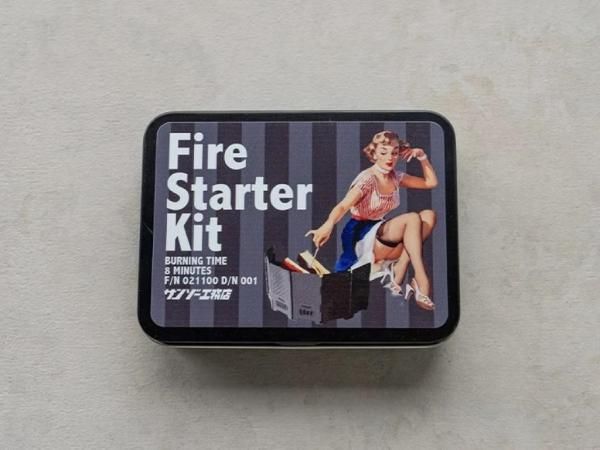 Fire
Starter
Kit
BURNING TIME
8 MINUTES
F/N 021100 D/N 001
サンゾー工務店